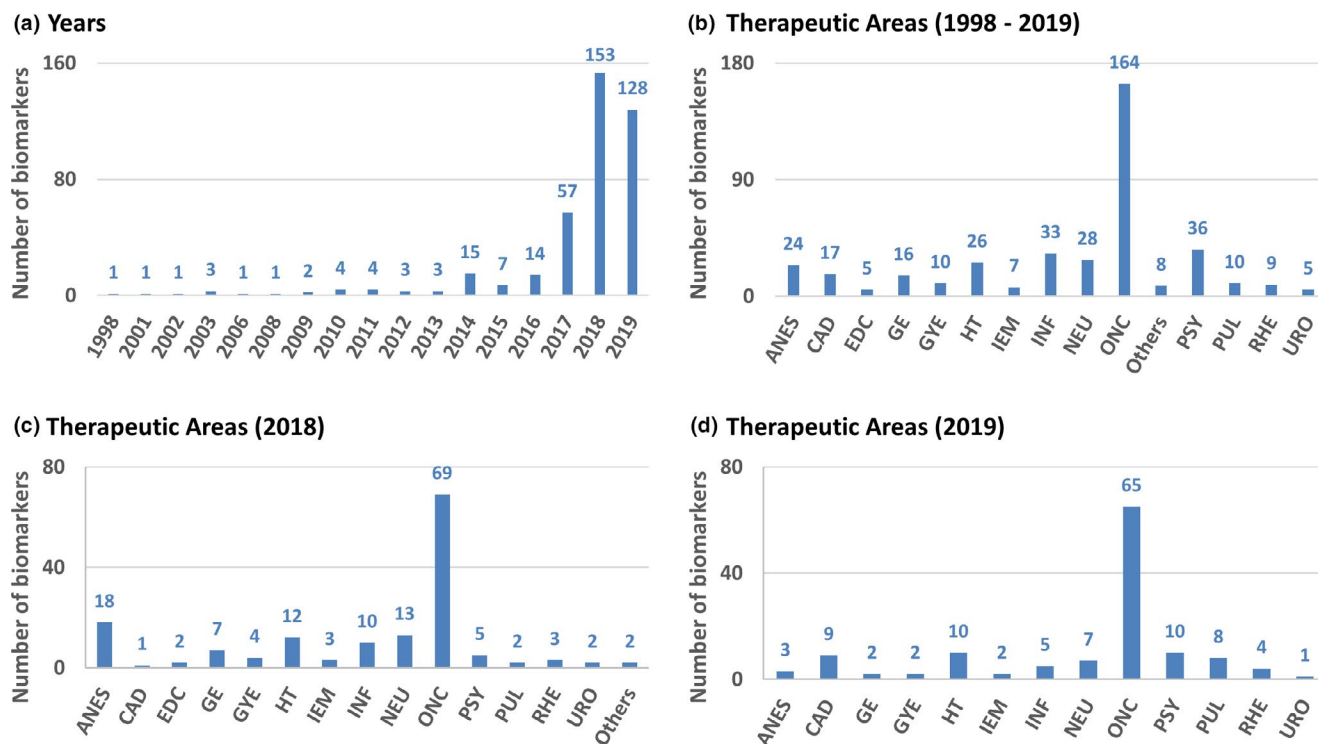 (a) Years
Number of biomarkers
160
80
0
1 1 1 3 1 1 2 4 4 3 3 15 7 14 57 153 128
1998 2001 2002 2003 2006 2008 2009 2010 2011 2012 2013 2014 2015 2016 2017 2018 2019
(b) Therapeutic Areas (1998 - 2019)
Number of biomarkers
180
90
0
24 17 5 16 10 26 7 33 28 164 8 36 10 9 5
ANES CAD EDC GE GYE HT IEM INF NEU ONC Others PSY PUL RHE URO
(c) Therapeutic Areas (2018)
Number of biomarkers
80
40
0
18 1 2 7 4 12 3 10 13 69 5 2 3 2 2
ANES CAD EDC GE GYE HT IEM INF NEU ONC PSY PUL RHE URO Others
(d) Therapeutic Areas (2019)
Number of biomarkers
80
40
0
3 9 2 2 10 2 5 7 65 10 8 4 1
ANES CAD GE GYE HT IEM INF NEU ONC PSY PUL RHE URO